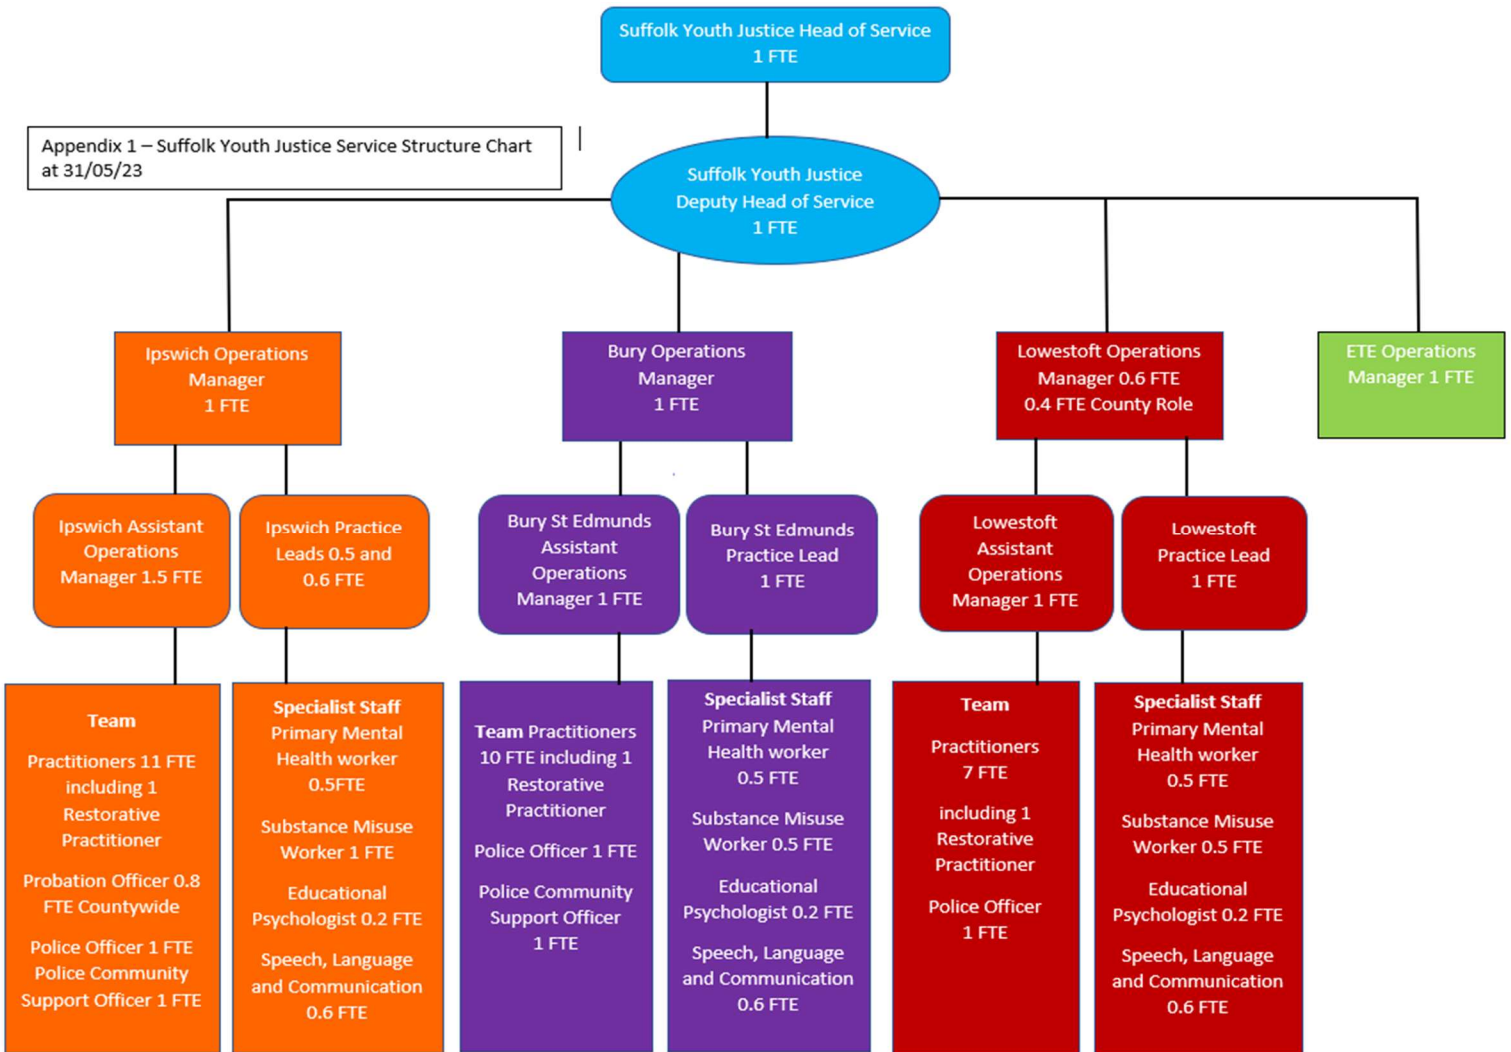 Suffolk Youth Justice Head of Service
1 FTE
Appendix 1 – Suffolk Youth Justice Service Structure Chart
at 31/05/23
Suffolk Youth Justice
Deputy Head of Service
1 FTE
Ipswich Operations
Manager
1 FTE
Bury Operations
Manager
1 FTE
Lowestoft Operations
Manager 0.6 FTE
0.4 FTE County Role
ETE Operations
Manager 1 FTE
Ipswich Assistant
Operations
Manager 1.5 FTE
Ipswich Practice
Leads 0.5 and
0.6 FTE
Bury St Edmunds
Assistant
Operations
Manager 1 FTE
Bury St Edmunds
Practice Lead
1 FTE
Lowestoft
Assistant
Operations
Manager 1 FTE
Lowestoft
Practice Lead
1 FTE
Team
Practitioners 11 FTE
including 1
Restorative
Practitioner
Probation Officer 0.8
FTE Countywide
Police Officer 1 FTE
Police Community
Support Officer 1 FTE
Specialist Staff
Primary Mental
Health worker
0.5FTE
Substance Misuse
Worker 1 FTE
Educational
Psychologist 0.2 FTE
Speech, Language
and Communication
0.6 FTE
Team Practitioners
10 FTE including 1
Restorative
Practitioner
Police Officer 1 FTE
Police Community
Support Officer
1 FTE
Specialist Staff
Primary Mental
Health worker
0.5 FTE
Substance Misuse
Worker 0.5 FTE
Educational
Psychologist 0.2 FTE
Speech, Language
and Communication
0.6 FTE
Team
Practitioners
7 FTE
including 1
Restorative
Practitioner
Police Officer
1 FTE
Specialist Staff
Primary Mental
Health worker
0.5 FTE
Substance Misuse
Worker 0.5 FTE
Educational
Psychologist 0.2 FTE
Speech, Language
and Communication
0.6 FTE